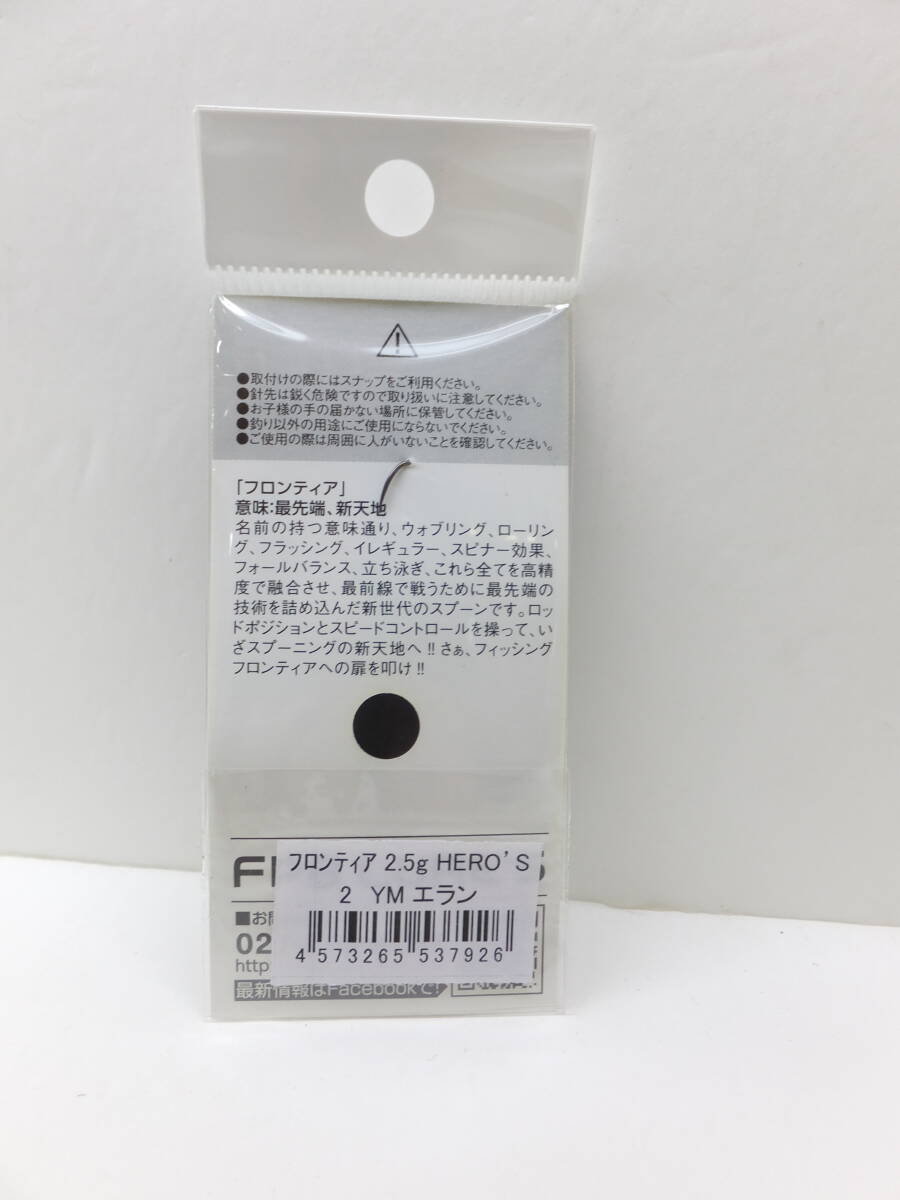 ●取付けの際にはスナップをご利用ください。
●針先は鋭く危険ですので取り扱いに注意してください。
●お子様の手の届かない場所に保管してください。
●釣り以外の用途にご使用にならないでください。
●ご使用の際は周囲に人がいないことを確認してください。
「フロンティア」
意味:最先端、新天地
名前の持つ意味通り、ウォブリング、ローリン
グ、フラッシング、イレギュラー、スピナー効果、
フォールバランス、立ち泳ぎ、これら全てを高精
度で融合させ、最前線で戦うために最先端の
技術を詰め込んだ新世代のスプーンです。ロッ
ドポジションとスピードコントロールを操って、い
ざスプーニングの新天地へ!!さぁ、フィッシング
フロンティアへの扉を叩け!!
フロンティア 2.5g HERO'S
2 YM エラン
4 573265 537926
■お
02
http
最新情報はFacebookで!